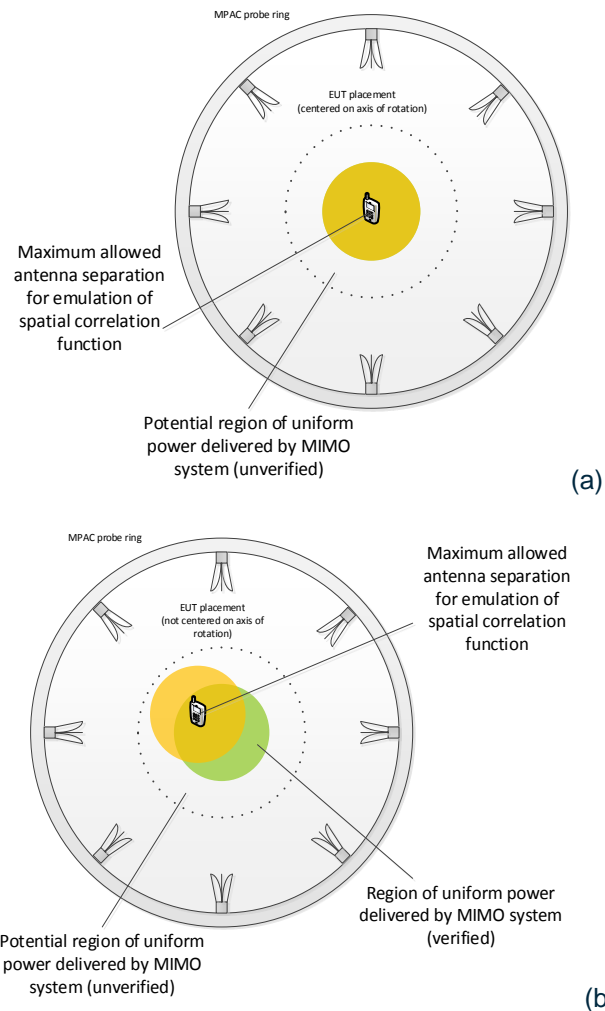 MPAC probe ring
EUT placement
(centered on axis of rotation)
Maximum allowed
antenna separation
for emulation of
spatial correlation
function
Potential region of uniform
power delivered by MIMO
system (unverified)
(a)
MPAC probe ring
Maximum allowed
antenna separation
for emulation of
spatial correlation
function
EUT placement
(not centered on axis of
rotation)
Region of uniform power
delivered by MIMO system
(verified)
Potential region of uniform
power delivered by MIMO
system (unverified)
(b